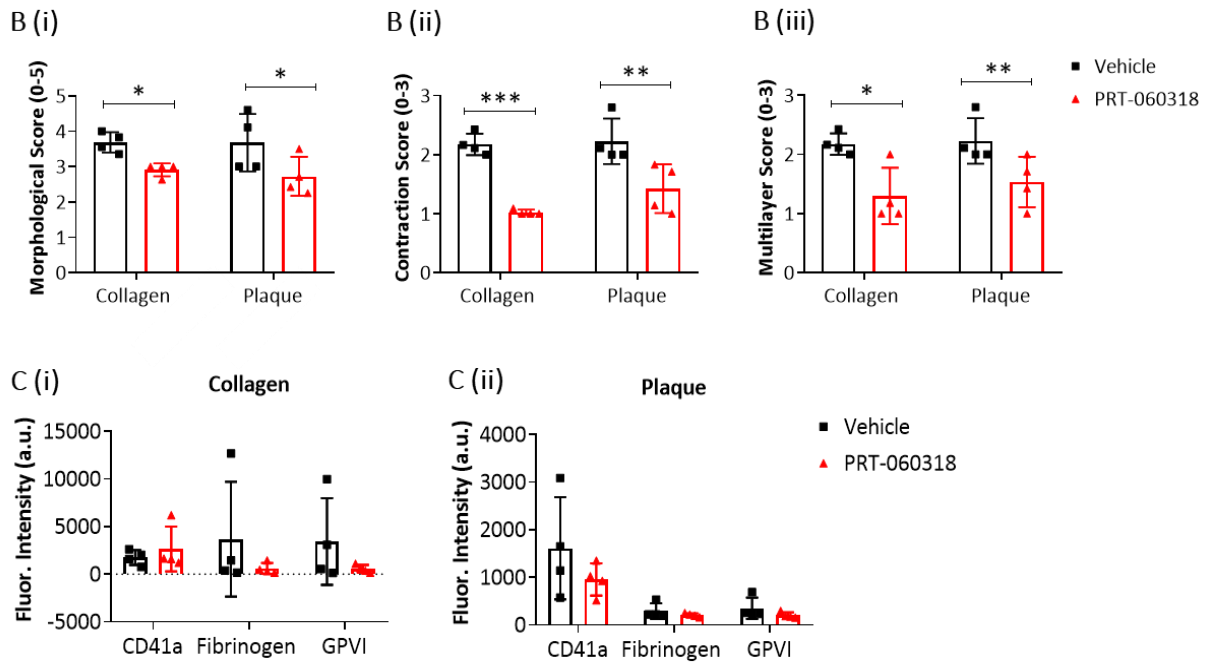 B (i)
B (ii)
B (iii)
Morphological Score (0-5)
5
4
3
2
1
0
*
*
Collagen
Plaque
Contraction Score (0-3)
3
2
1
0
***
**
Collagen
Plaque
Multilayer Score (0-3)
3
2
1
0
*
**
Collagen
Plaque
Vehicle
PRT-060318
C (i)
Collagen
Fluor. Intensity (a.u.)
15000
10000
5000
0
-5000
CD41a
Fibrinogen
GPVI
C (ii)
Plaque
Fluor. Intensity (a.u.)
4000
3000
2000
1000
0
CD41a
Fibrinogen
GPVI
Vehicle
PRT-060318